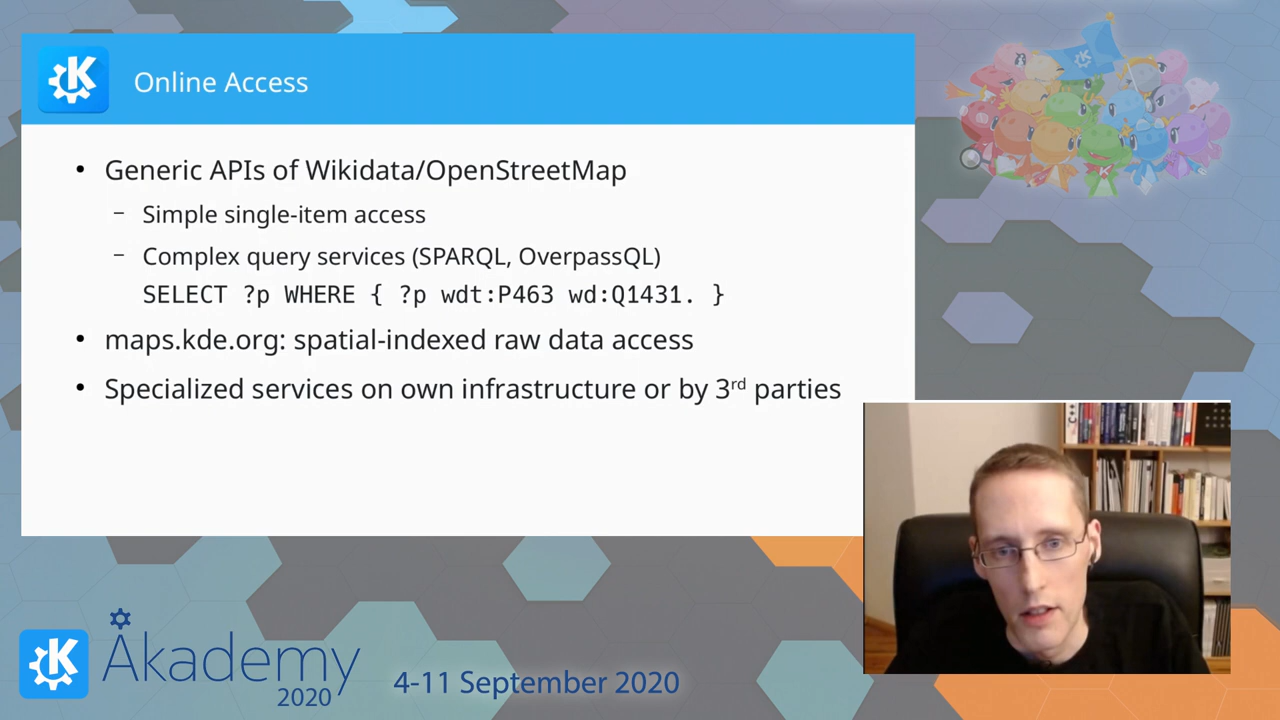 Online Access
• Generic APIs of Wikidata/OpenStreetMap
– Simple single-item access
– Complex query services (SPARQL, OverpassQL)
SELECT ?p WHERE { ?p wdt:P463 wd:Q1431. }
• maps.kde.org: spatial-indexed raw data access
• Specialized services on own infrastructure or by 3rd parties
Akademy
2020
4-11 September 2020